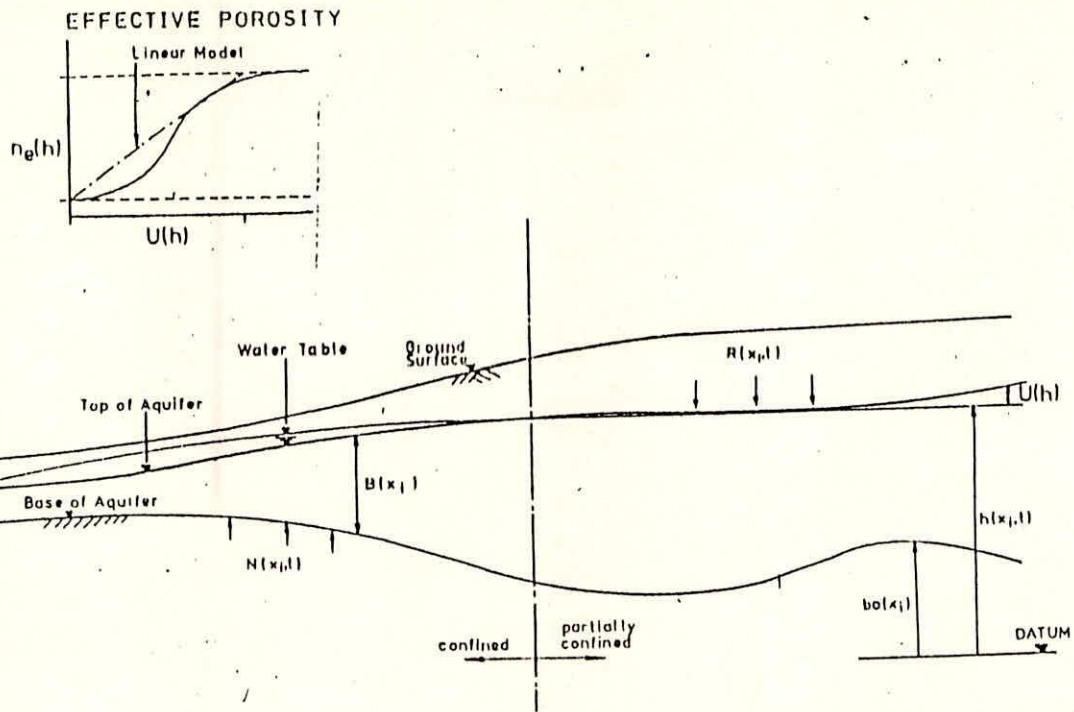 EFFECTIVE POROSITY
Linear Model
ne(h)
U(h)
Water Table
Ground
Surface
R(xi,t)
Top of Aquifer
U(h)
B(xi)
Base of Aquifer
h(xi,t)
N(xi,t)
bo(xi)
confined
partially
confined
DATUM